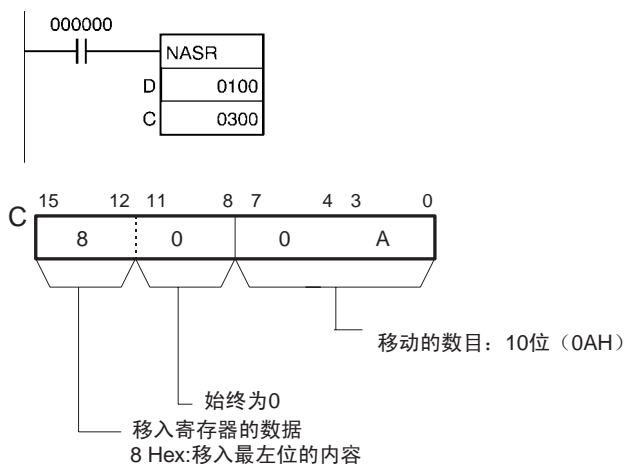 000000
NASR
D 0100
C 0300
15 12 11 8 7 4 3 0
C 8 0 0 A
移动的数目：10位（0AH）
始终为0
移入寄存器的数据
8 Hex:移入最左位的内容